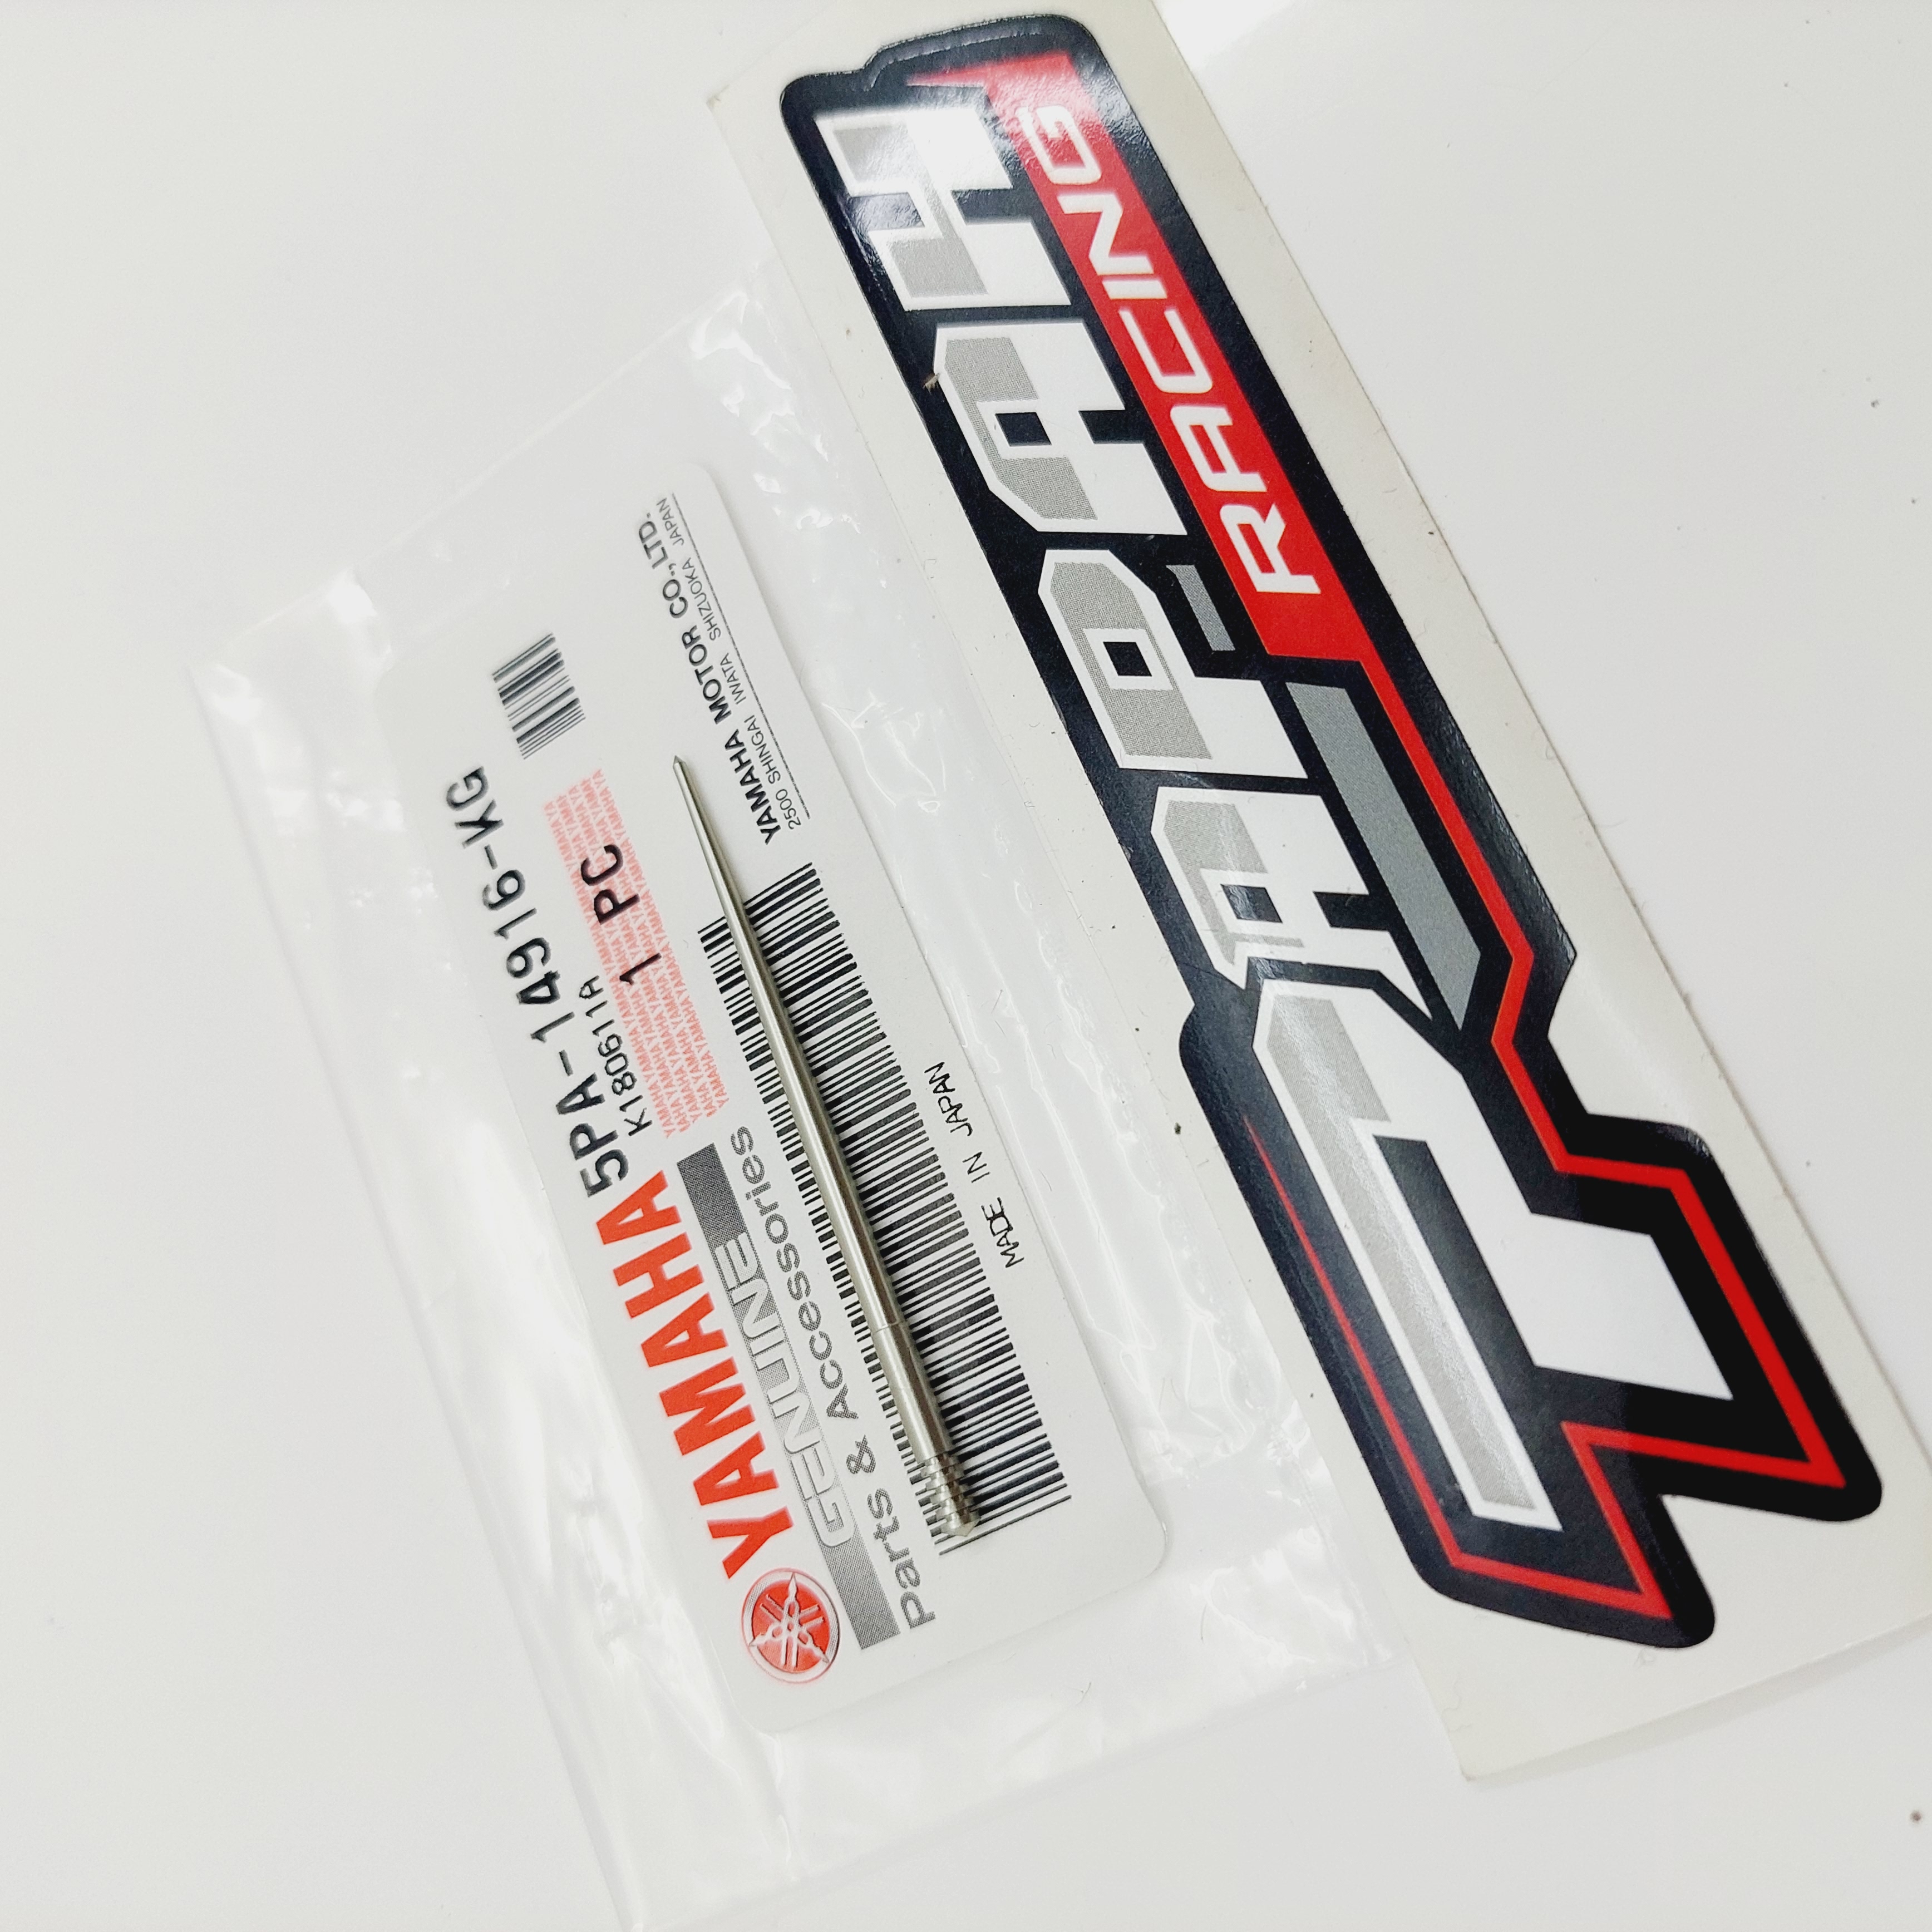 YAMAHA 5PA-14916-KG
K180611A
1 PC
GENUINE
Parts & Accessories
YAMAHA MOTOR CO., LTD.
2500 SHINGAI IWATA SHIZUOKA JAPAN
MADE IN JAPAN
RACING